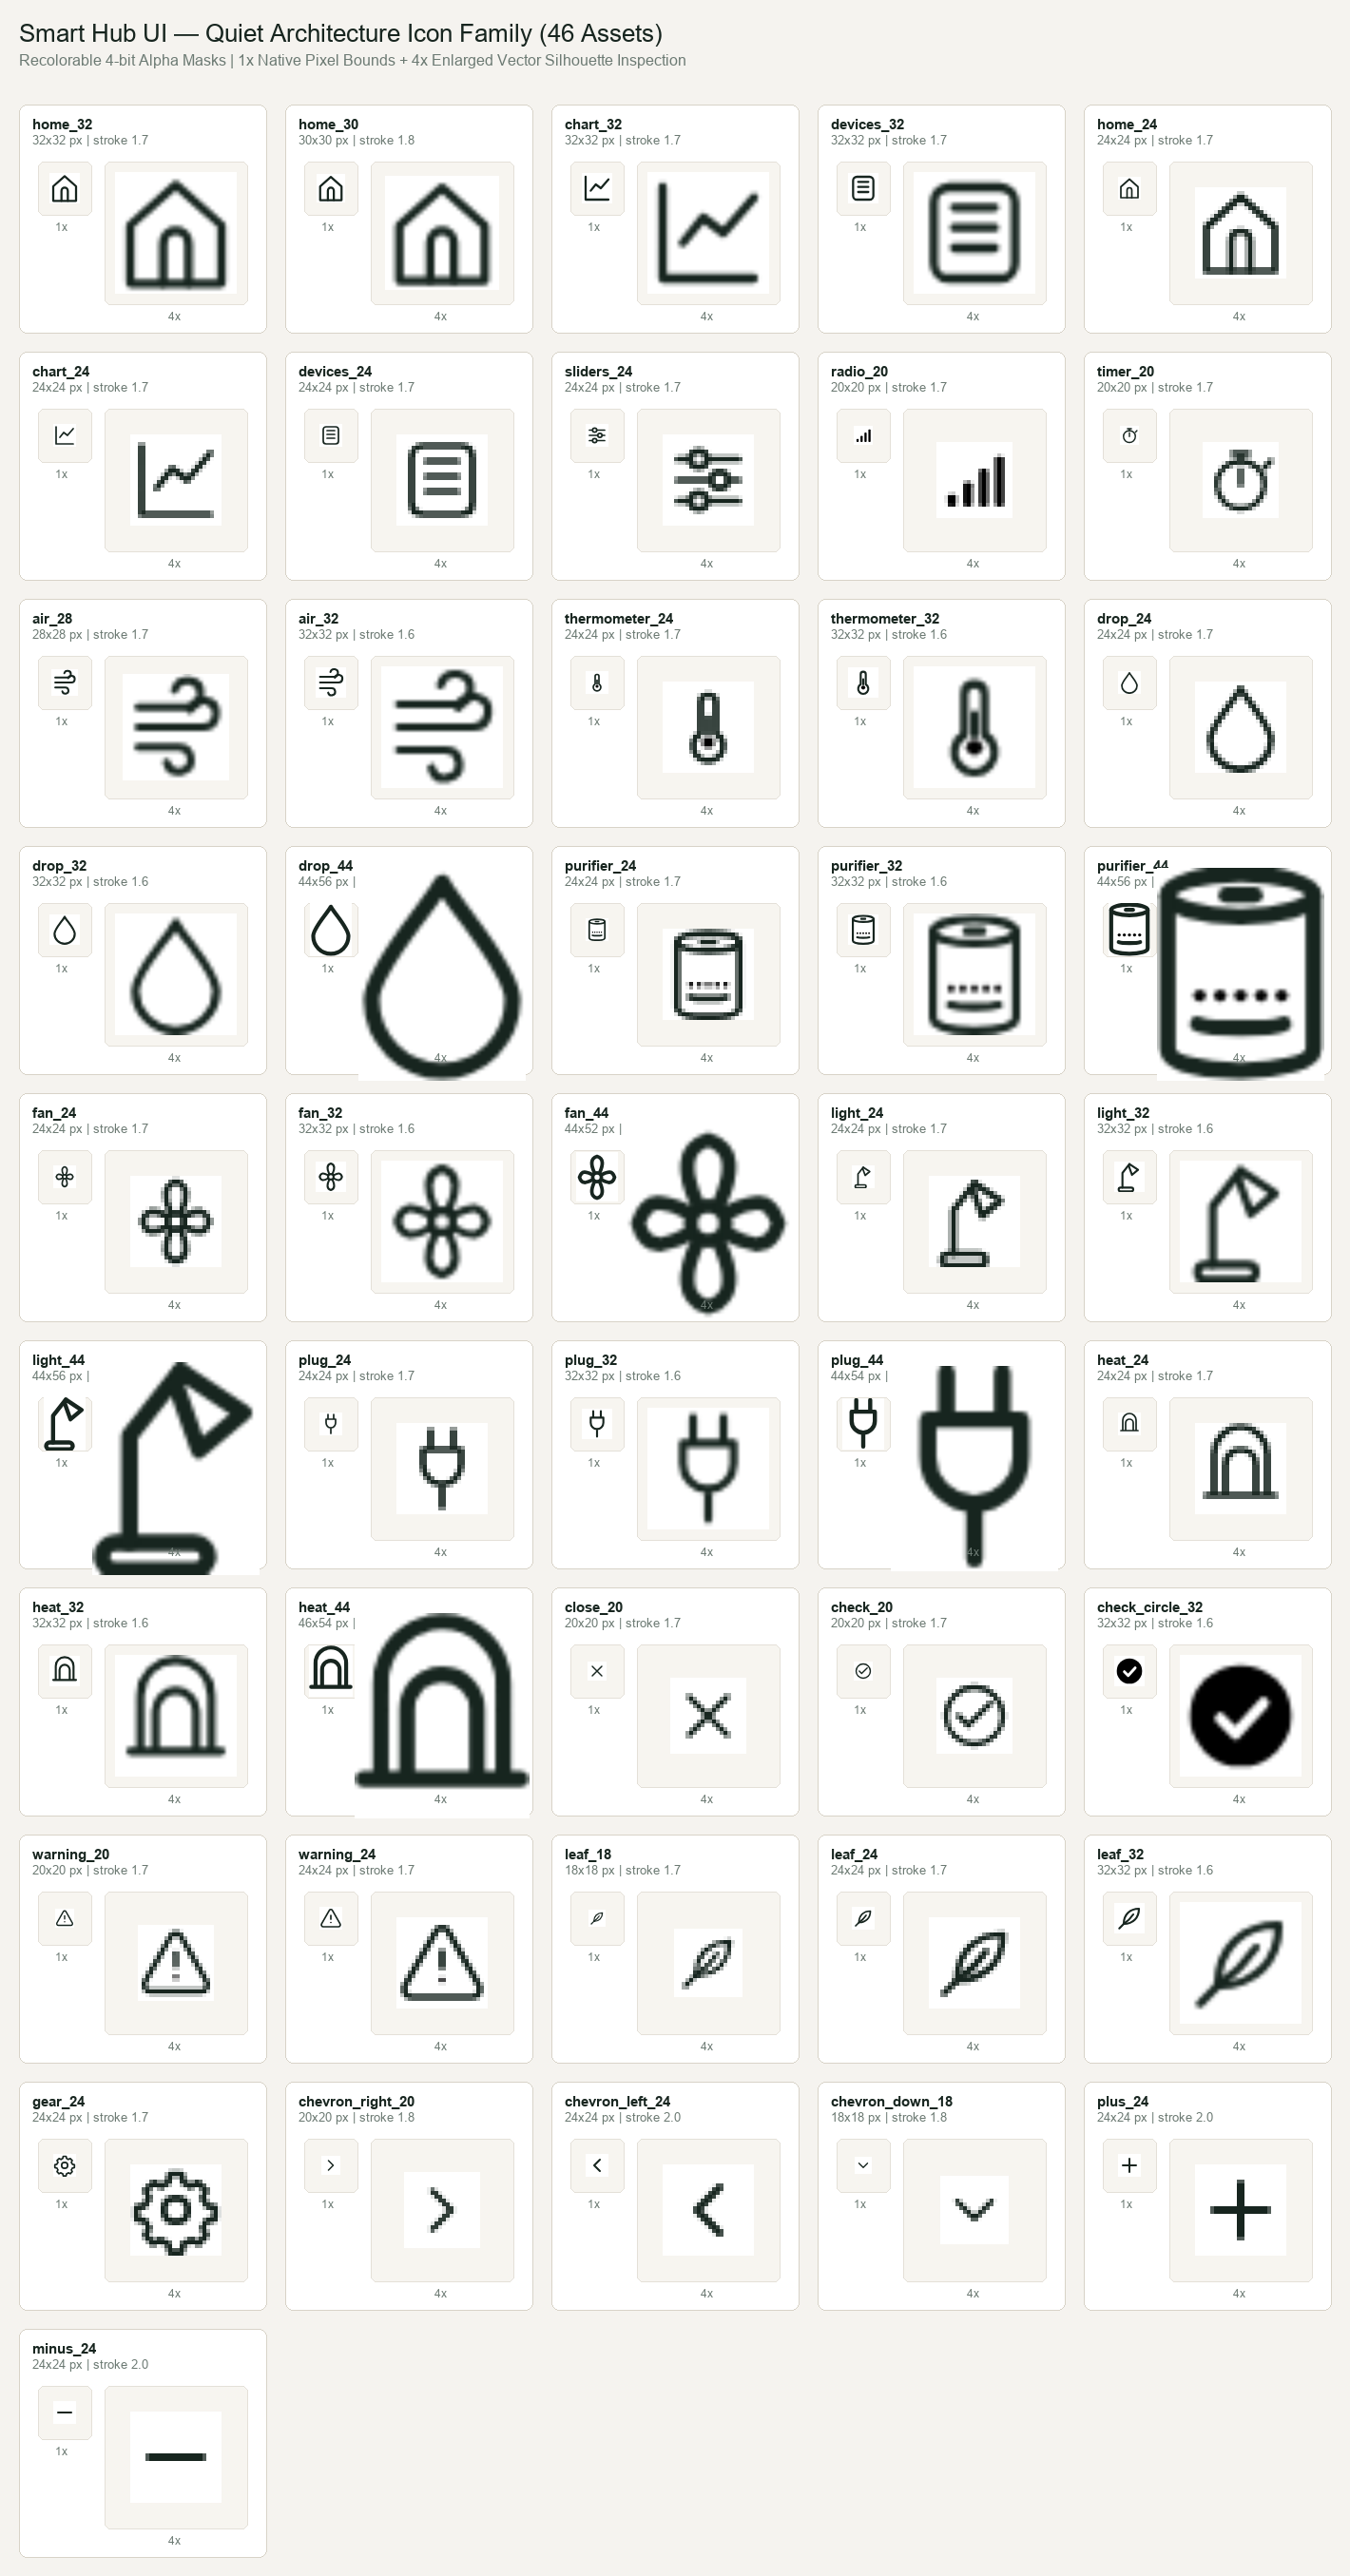 Smart Hub UI — Quiet Architecture Icon Family (46 Assets)
Recolorable 4-bit Alpha Masks | 1x Native Pixel Bounds + 4x Enlarged Vector Silhouette Inspection
home_32
32x32 px | stroke 1.7
1x
4x
home_30
30x30 px | stroke 1.8
1x
4x
chart_32
32x32 px | stroke 1.7
1x
4x
devices_32
32x32 px | stroke 1.7
1x
4x
home_24
24x24 px | stroke 1.7
1x
4x
chart_24
24x24 px | stroke 1.7
1x
4x
devices_24
24x24 px | stroke 1.7
1x
4x
sliders_24
24x24 px | stroke 1.7
1x
4x
radio_20
20x20 px | stroke 1.7
1x
4x
timer_20
20x20 px | stroke 1.7
1x
4x
air_28
28x28 px | stroke 1.7
1x
4x
air_32
32x32 px | stroke 1.6
1x
4x
thermometer_24
24x24 px | stroke 1.7
1x
4x
thermometer_32
32x32 px | stroke 1.6
1x
4x
drop_24
24x24 px | stroke 1.7
1x
4x
drop_32
32x32 px | stroke 1.6
1x
4x
drop_44
44x56 px |
1x
4x
purifier_24
24x24 px | stroke 1.7
1x
4x
purifier_32
32x32 px | stroke 1.6
1x
4x
purifier_44
44x56 px |
1x
4x
fan_24
24x24 px | stroke 1.7
1x
4x
fan_32
32x32 px | stroke 1.6
1x
4x
fan_44
44x52 px |
1x
4x
light_24
24x24 px | stroke 1.7
1x
4x
light_32
32x32 px | stroke 1.6
1x
4x
light_44
44x56 px |
1x
4x
plug_24
24x24 px | stroke 1.7
1x
4x
plug_32
32x32 px | stroke 1.6
1x
4x
plug_44
44x54 px |
1x
4x
heat_24
24x24 px | stroke 1.7
1x
4x
heat_32
32x32 px | stroke 1.6
1x
4x
heat_44
46x54 px |
1x
4x
close_20
20x20 px | stroke 1.7
1x
4x
check_20
20x20 px | stroke 1.7
1x
4x
check_circle_32
32x32 px | stroke 1.6
1x
4x
warning_20
20x20 px | stroke 1.7
1x
4x
warning_24
24x24 px | stroke 1.7
1x
4x
leaf_18
18x18 px | stroke 1.7
1x
4x
leaf_24
24x24 px | stroke 1.7
1x
4x
leaf_32
32x32 px | stroke 1.6
1x
4x
gear_24
24x24 px | stroke 1.7
1x
4x
chevron_right_20
20x20 px | stroke 1.8
1x
4x
chevron_left_24
24x24 px | stroke 2.0
1x
4x
chevron_down_18
18x18 px | stroke 1.8
1x
4x
plus_24
24x24 px | stroke 2.0
1x
4x
minus_24
24x24 px | stroke 2.0
1x
4x